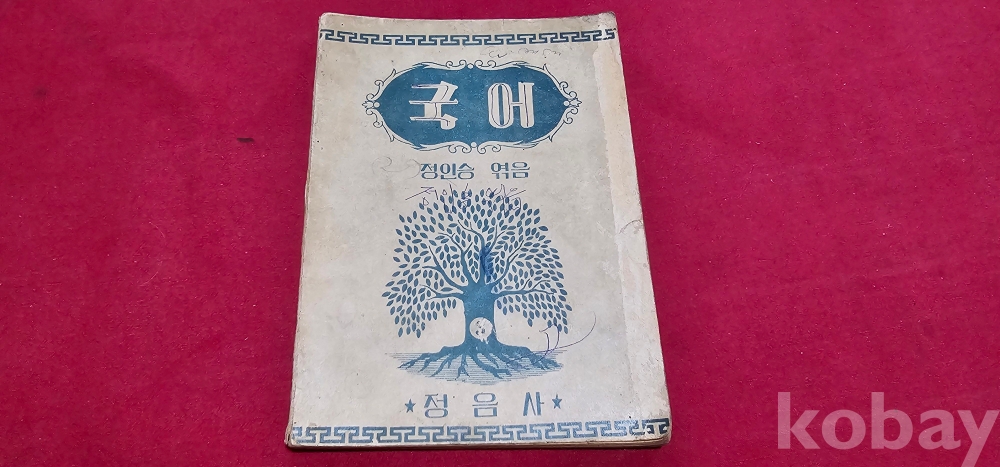 국어
정인승 엮음
★ 정음사 ★
kobay